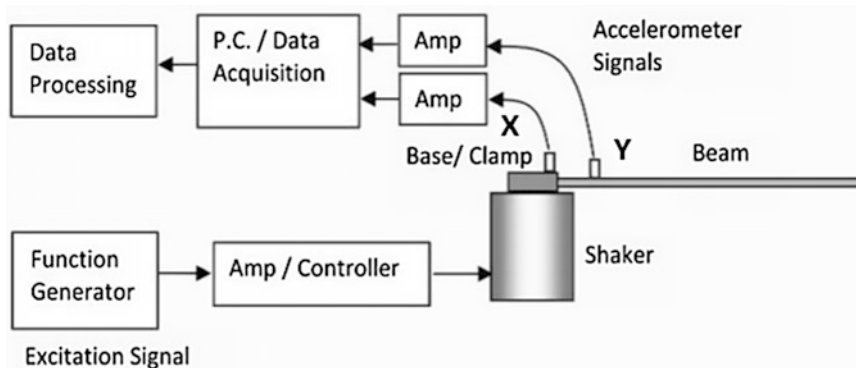 Data
Processing
P.C. / Data
Acquisition
Amp
Amp
Accelerometer
Signals
X
Y
Base/ Clamp
Beam
Shaker
Function
Generator
Amp / Controller
Excitation Signal